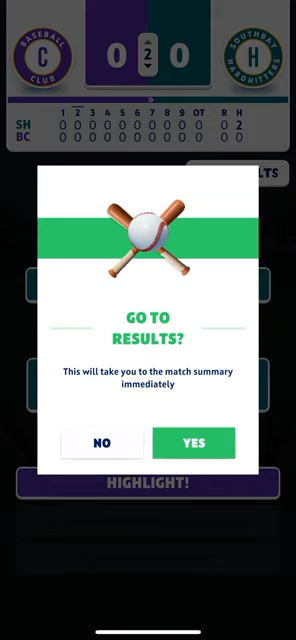 BASEBALL
C
CLUB
0
2
0
SOUTHBAY
H
HARDHITTERS
1 2 3 4 5 6 7 8 9 OT R H
SH 0 0 0 0 0 0 0 0 0 0 0 2
BC 0 0 0 0 0 0 0 0 0 0 0 0
LTS
GO TO
RESULTS?
This will take you to the match summary
immediately
NO
YES
HIGHLIGHT!